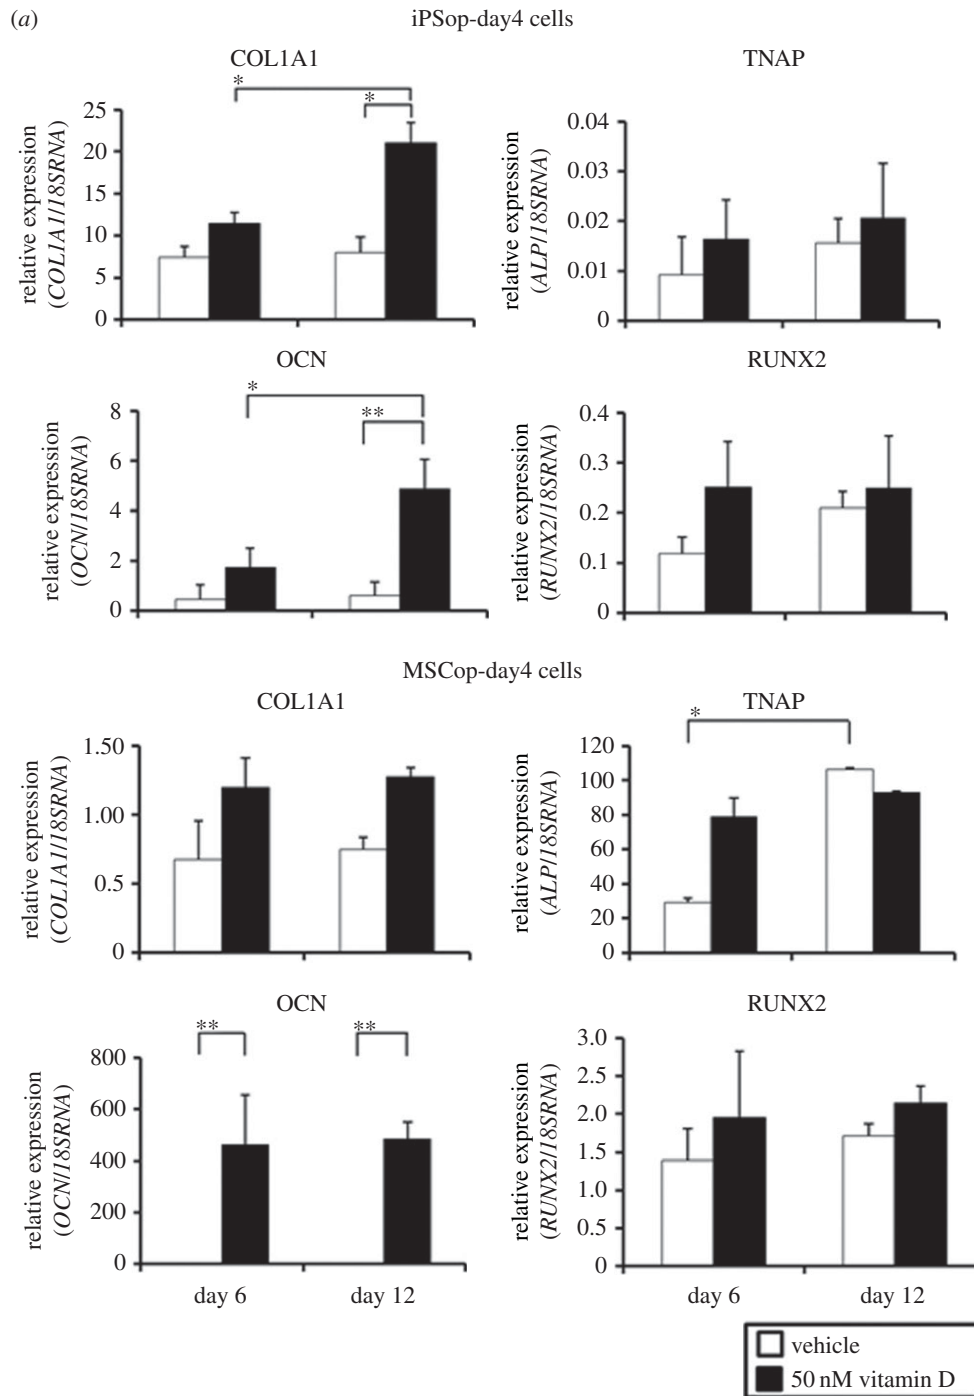 (a)
iPSop-day4 cells
COL1A1
TNAP
relative expression
(COL1A1/18SRNA)
25
20
15
10
5
0
*
*
relative expression
(ALP/18SRNA)
0.04
0.03
0.02
0.01
0
OCN
RUNX2
relative expression
(OCN/18SRNA)
8
6
4
2
0
*
**
relative expression
(RUNX2/18SRNA)
0.4
0.3
0.2
0.1
0
MSCop-day4 cells
COL1A1
TNAP
relative expression
(COL1A1/18SRNA)
1.50
1.00
0.5
0
relative expression
(ALP/18SRNA)
120
100
80
60
40
20
0
*
OCN
RUNX2
relative expression
(OCN/18SRNA)
800
600
400
200
0
**
**
relative expression
(RUNX2/18SRNA)
3.0
2.5
2.0
1.5
1.0
0.5
0
day 6
day 12
day 6
day 12
vehicle
50 nM vitamin D